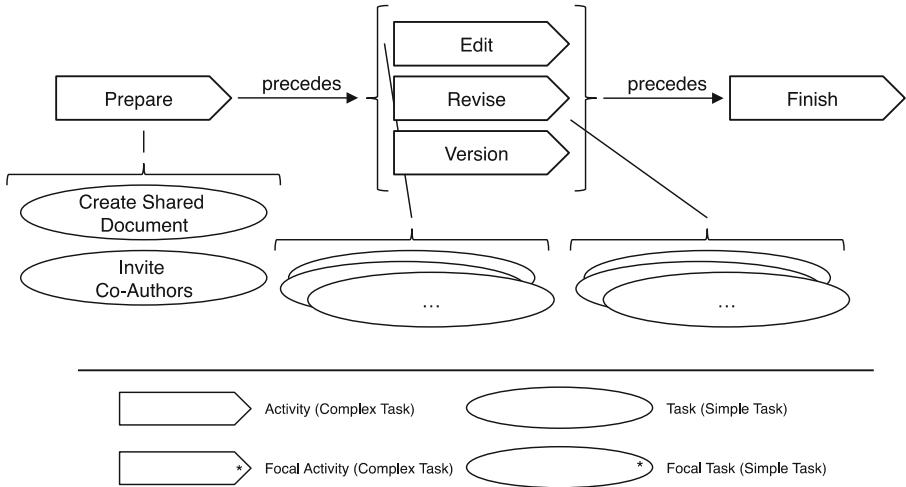 Edit
Prepare
precedes
Revise
precedes
Finish
Version
Create Shared
Document
Invite
Co-Authors
...
...
Activity (Complex Task)
Task (Simple Task)
* Focal Activity (Complex Task)
* Focal Task (Simple Task)